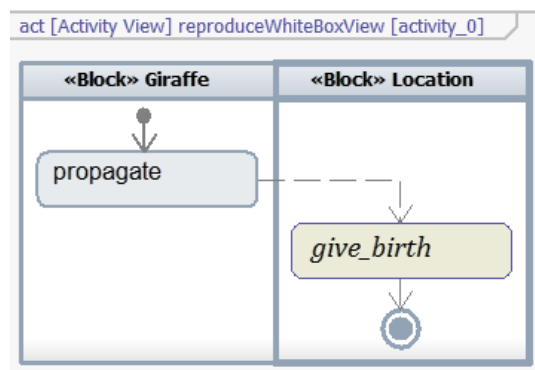 act [Activity View] reproduceWhiteBoxView [activity_0]
«Block» Giraffe
«Block» Location
propagate
give_birth